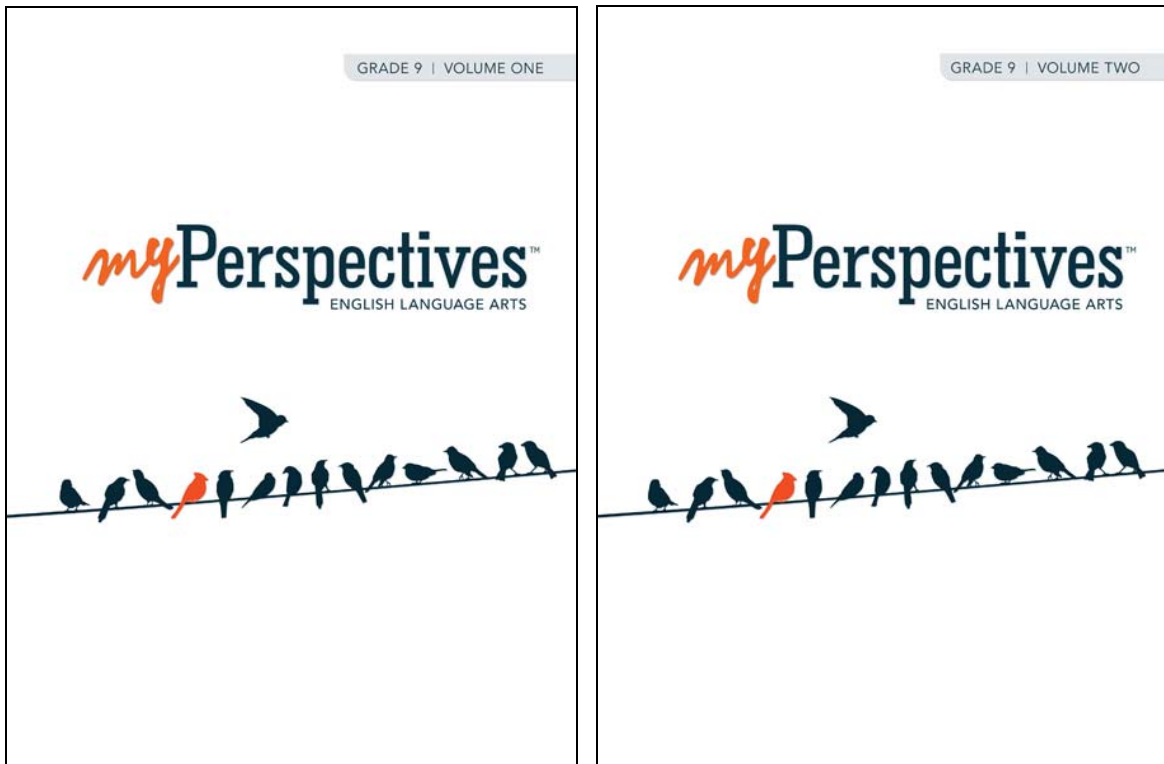 GRADE 9 | VOLUME ONE
myPerspectives™
ENGLISH LANGUAGE ARTS
GRADE 9 | VOLUME TWO
myPerspectives™
ENGLISH LANGUAGE ARTS